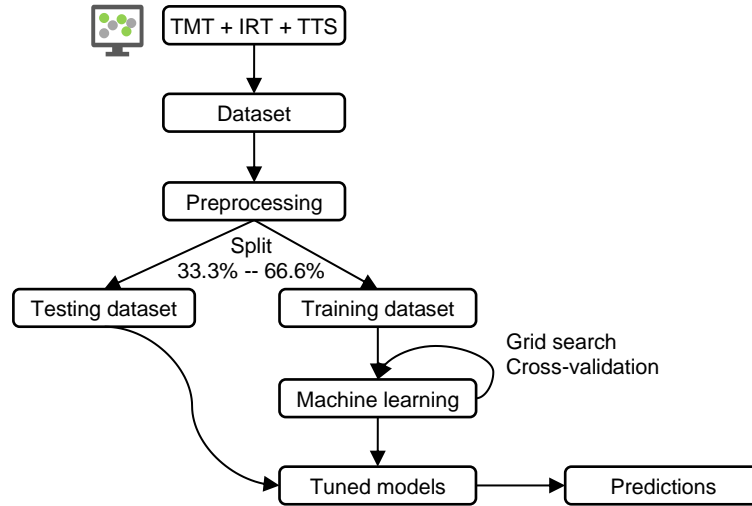 TMT + IRT + TTS
Dataset
Preprocessing
Split
33.3% -- 66.6%
Testing dataset
Training dataset
Grid search
Cross-validation
Machine learning
Tuned models
Predictions